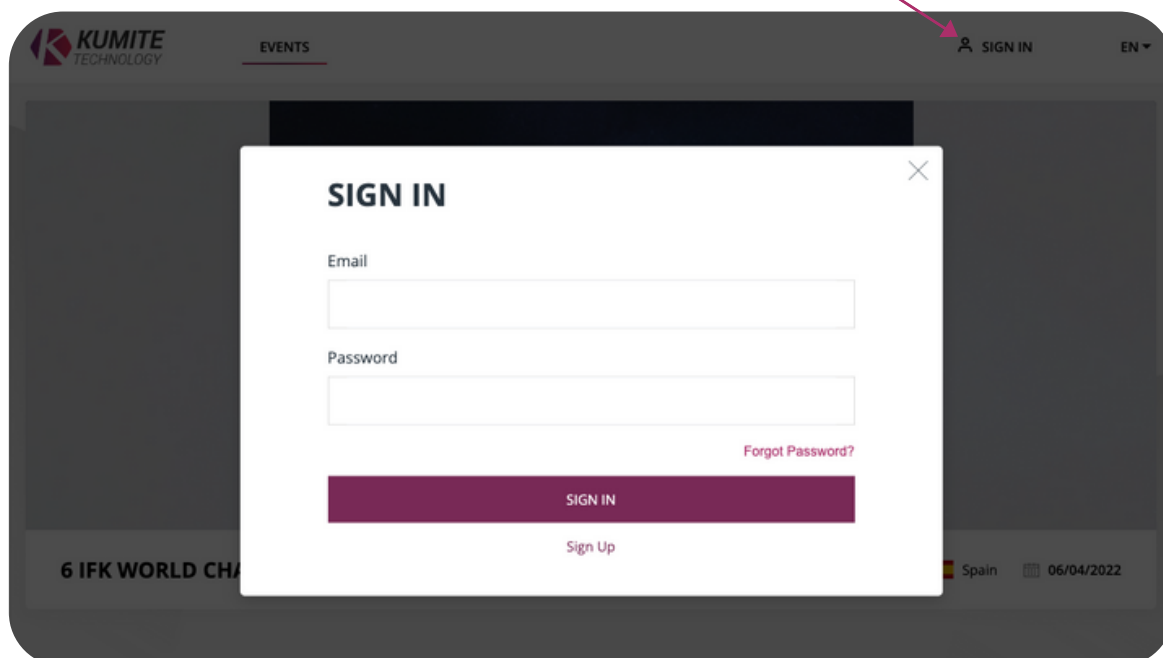 KUMITE
TECHNOLOGY
EVENTS
SIGN IN
EN
SIGN IN
Email
Password
Forgot Password?
SIGN IN
Sign Up
6 IFK WORLD
Spain
06/04/2022